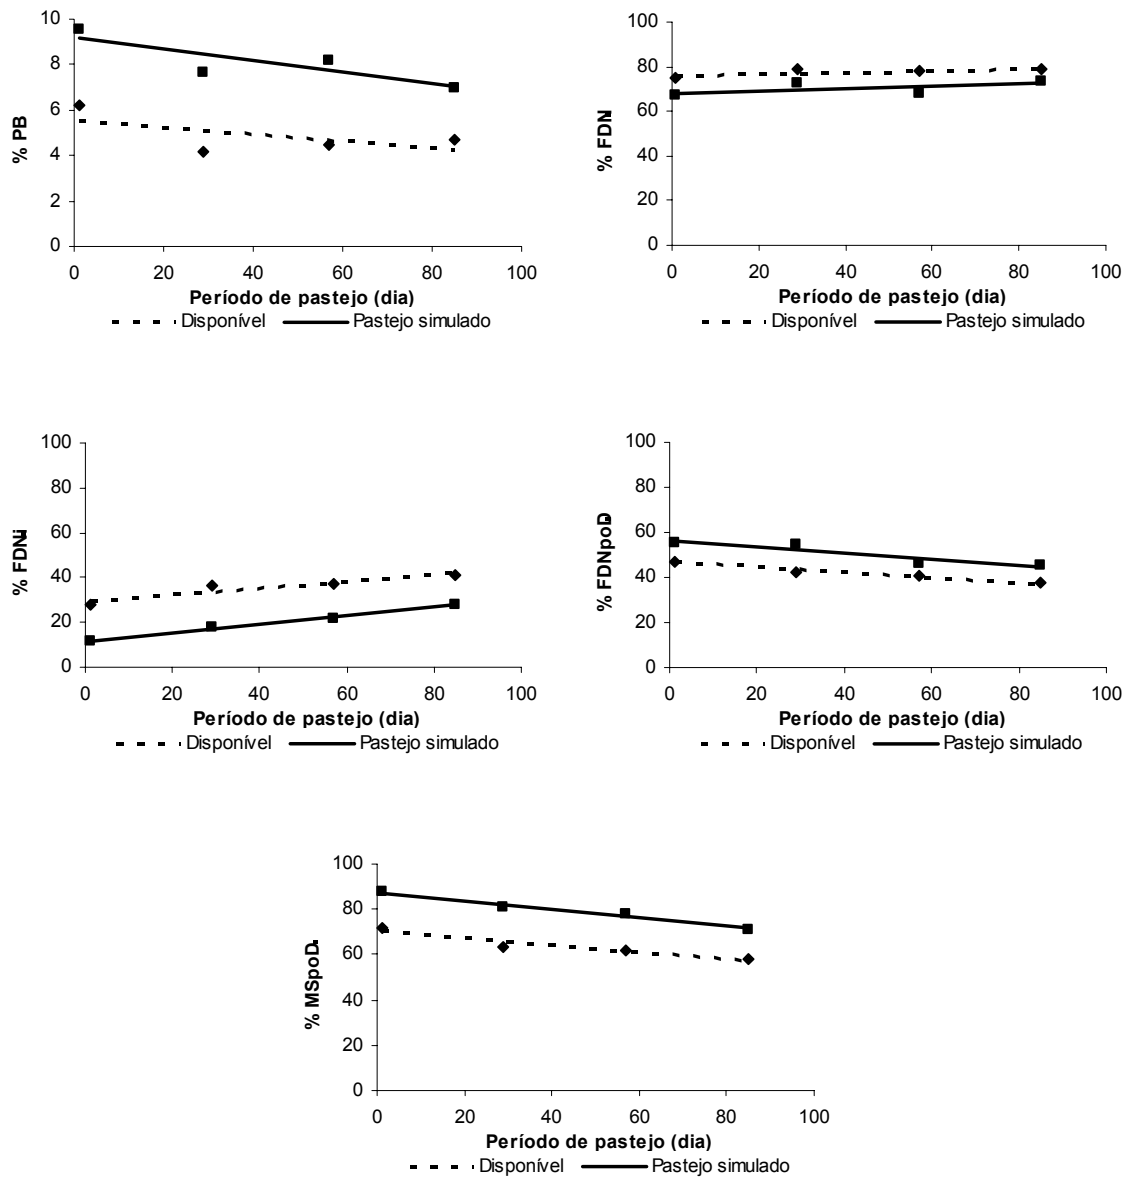 % PB
10
8
6
4
2
0
0 20 40 60 80 100
Período de pastejo (dia)
Disponível Pastejo simulado
% FDN
100
80
60
40
20
0
0 20 40 60 80 100
Período de pastejo (dia)
Disponível Pastejo simulado
% FDNi
100
80
60
40
20
0
0 20 40 60 80 100
Período de pastejo (dia)
Disponível Pastejo simulado
% FDNpoD
100
80
60
40
20
0
0 20 40 60 80 100
Período de pastejo (dia)
Disponível Pastejo simulado
% MSpoD
100
80
60
40
20
0
0 20 40 60 80 100
Período de pastejo (dia)
Disponível Pastejo simulado